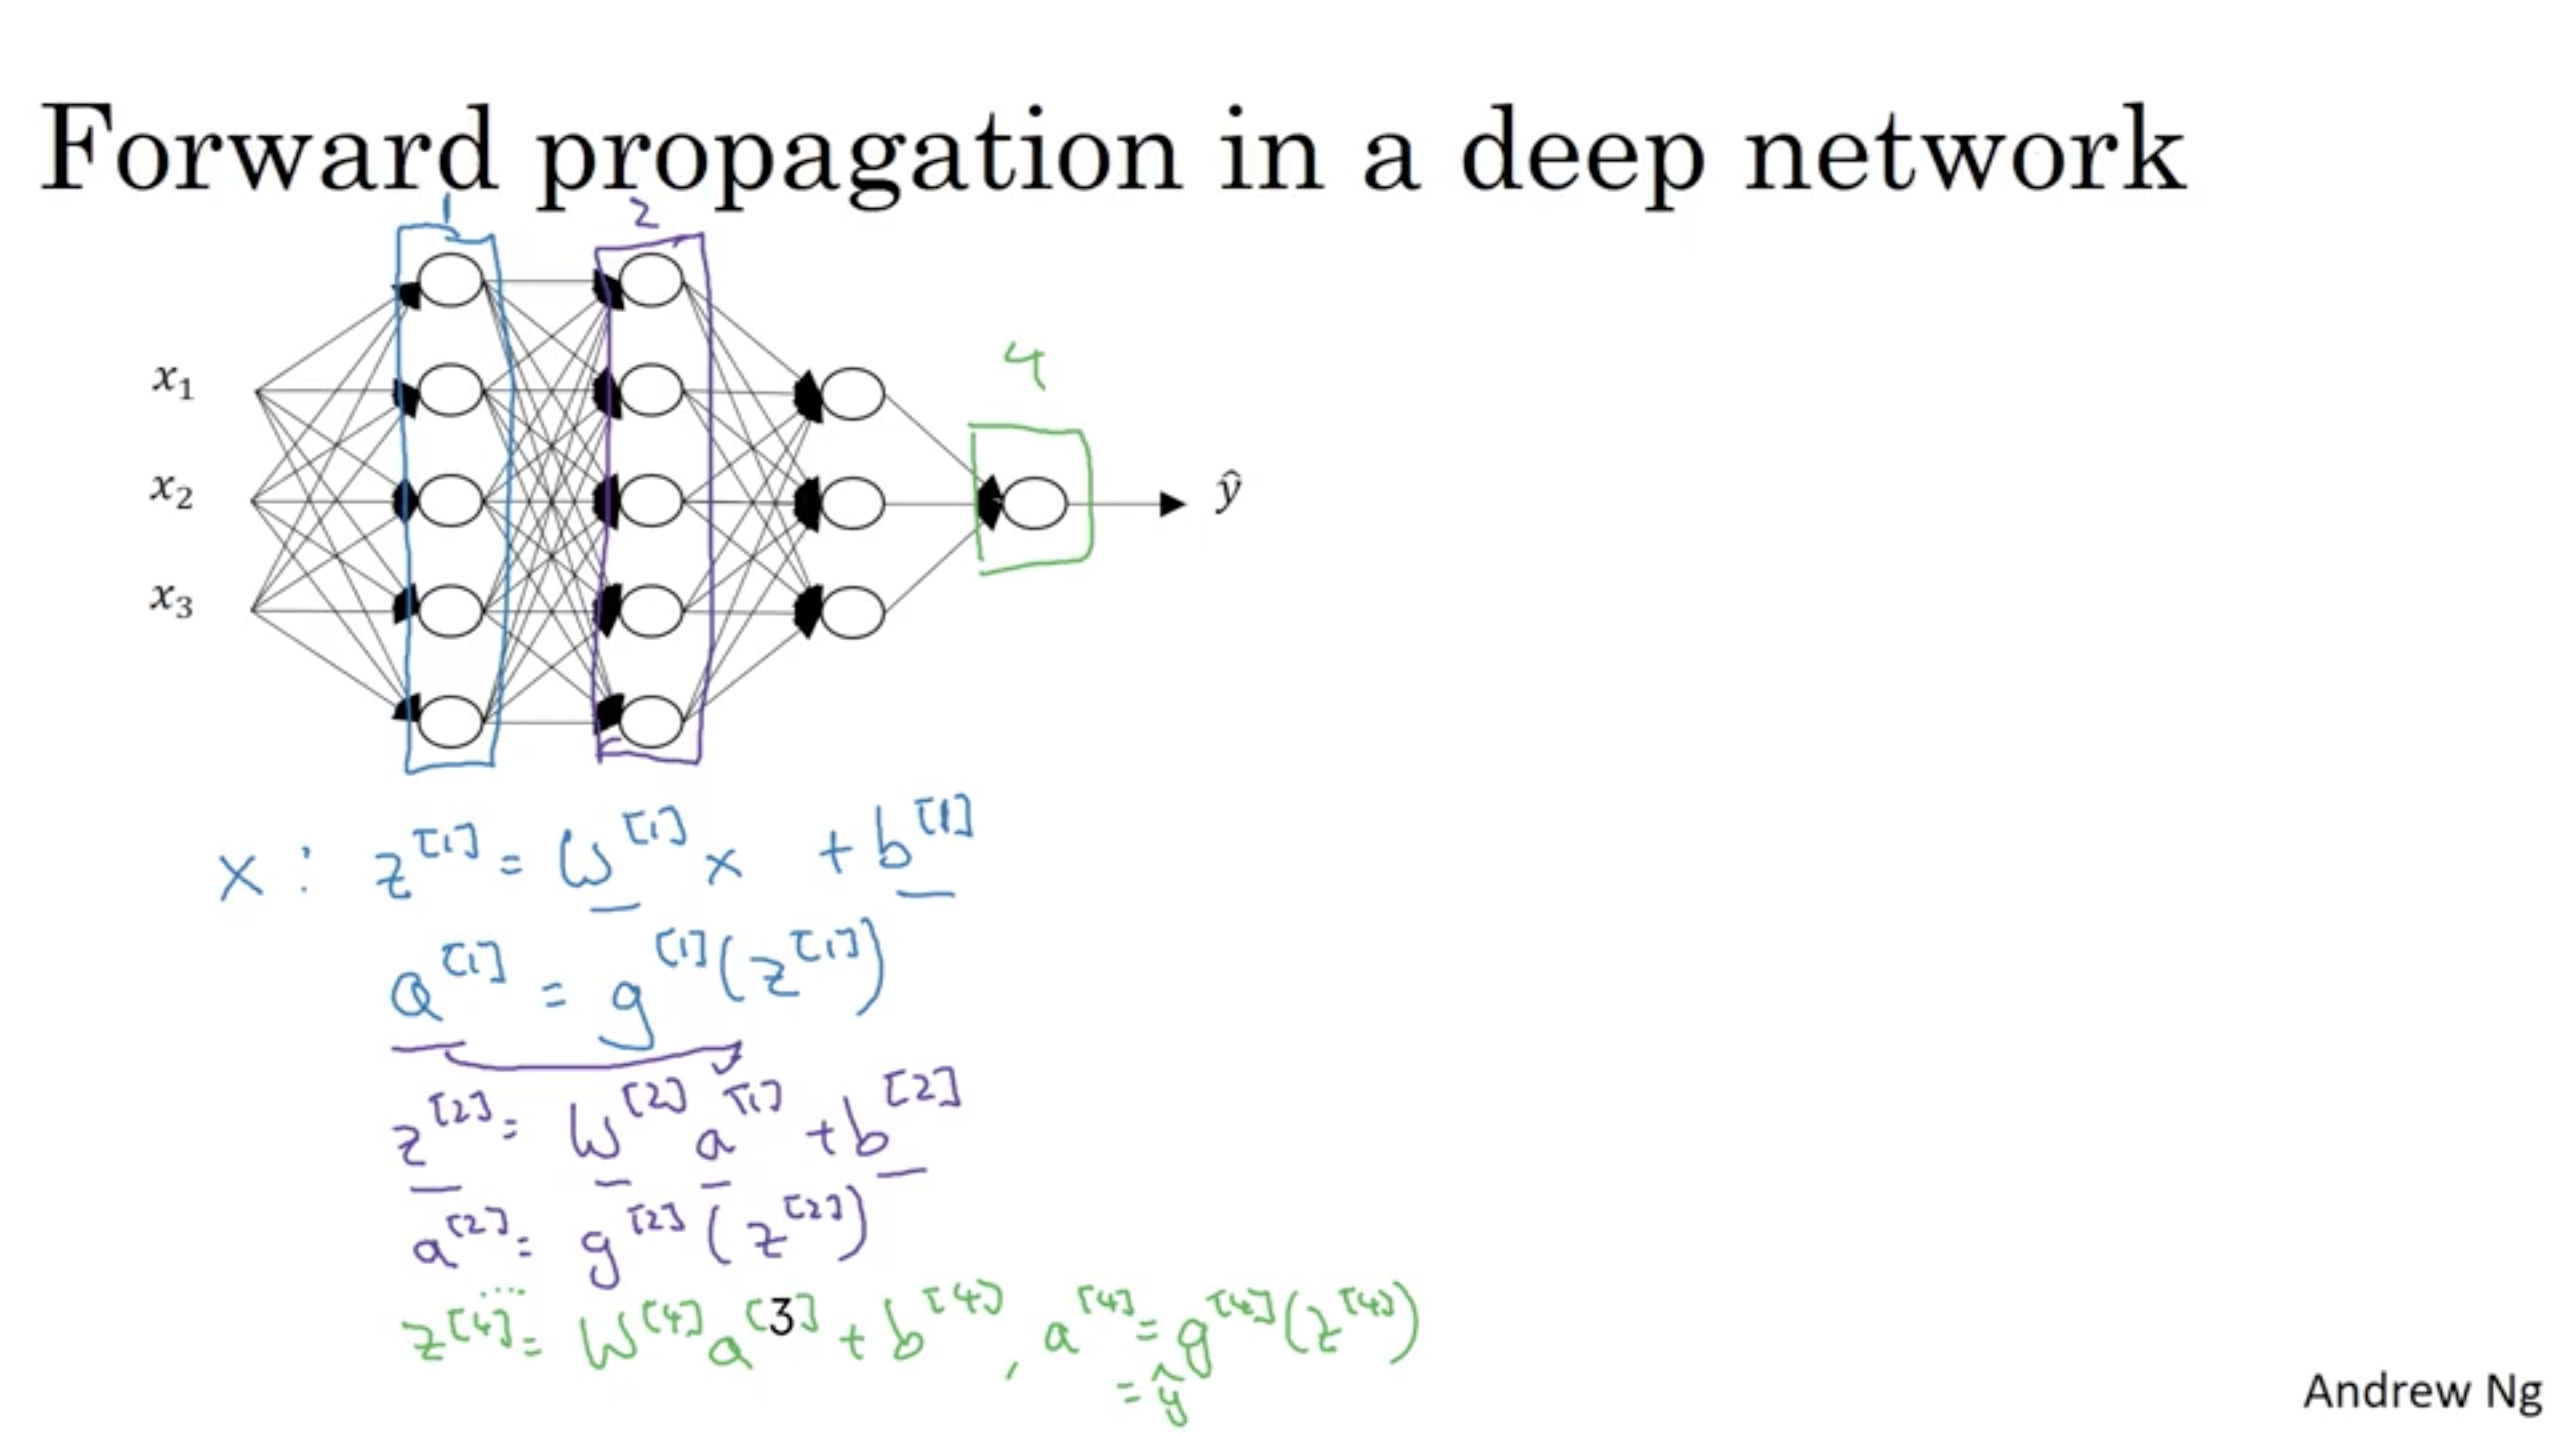 Forward propagation in a deep network
1
2
4
x₁
x₂
x₃
ŷ
x : z^[1] = W^[1] x + b^[1]
a^[1] = g^[1](z^[1])
z^[2] = W^[2] a^[1] + b^[2]
a^[2] = g^[2](z^[2])
...
z^[4] = W^[4] a^[3] + b^[4], a^[4] = g^[4](z^[4])
= ŷ
Andrew Ng